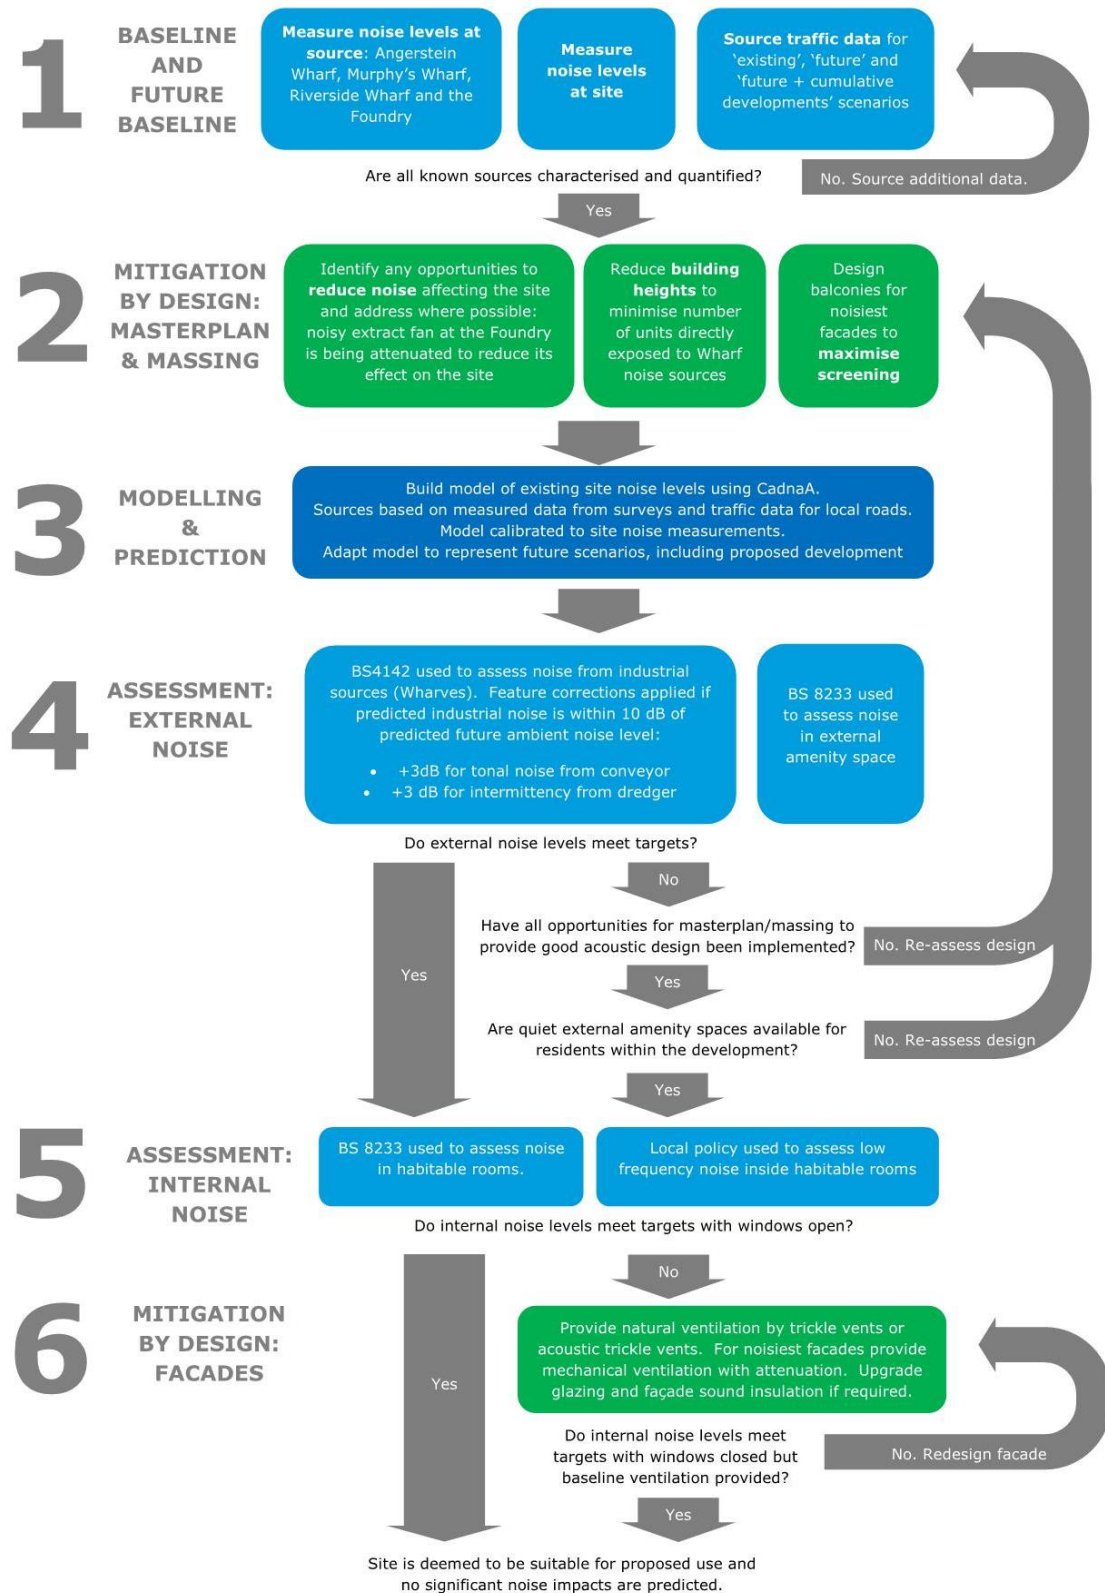 1
BASELINE
AND
FUTURE
BASELINE
Measure noise levels at
source: Angerstein
Wharf, Murphy’s Wharf,
Riverside Wharf and the
Foundry
Measure
noise levels
at site
Source traffic data for
‘existing’, ‘future’ and
‘future + cumulative
developments’ scenarios
Are all known sources characterised and quantified?
No. Source additional data.
Yes
2
MITIGATION
BY DESIGN:
MASTERPLAN
& MASSING
Identify any opportunities to
reduce noise affecting the site
and address where possible:
noisy extract fan at the Foundry
is being attenuated to reduce its
effect on the site
Reduce building
heights to
minimise number
of units directly
exposed to Wharf
noise sources
Design
balconies for
noisiest
facades to
maximise
screening
3
MODELLING
&
PREDICTION
Build model of existing site noise levels using CadnaA.
Sources based on measured data from surveys and traffic data for local roads.
Model calibrated to site noise measurements.
Adapt model to represent future scenarios, including proposed development
4
ASSESSMENT:
EXTERNAL
NOISE
BS4142 used to assess noise from industrial
sources (Wharves). Feature corrections applied if
predicted industrial noise is within 10 dB of
predicted future ambient noise level:
• +3dB for tonal noise from conveyor
• +3 dB for intermittency from dredger
BS 8233 used
to assess noise
in external
amenity space
Do external noise levels meet targets?
No
Have all opportunities for masterplan/massing to
provide good acoustic design been implemented?
No. Re-assess design
Yes
Yes
Are quiet external amenity spaces available for
residents within the development?
No. Re-assess design
Yes
5
ASSESSMENT:
INTERNAL
NOISE
BS 8233 used to assess noise
in habitable rooms.
Local policy used to assess low
frequency noise inside habitable rooms
Do internal noise levels meet targets with windows open?
No
6
MITIGATION
BY DESIGN:
FACADES
Yes
Provide natural ventilation by trickle vents or
acoustic trickle vents. For noisiest facades provide
mechanical ventilation with attenuation. Upgrade
glazing and façade sound insulation if required.
Do internal noise levels meet
targets with windows closed but
baseline ventilation provided?
No. Redesign facade
Yes
Site is deemed to be suitable for proposed use and
no significant noise impacts are predicted.